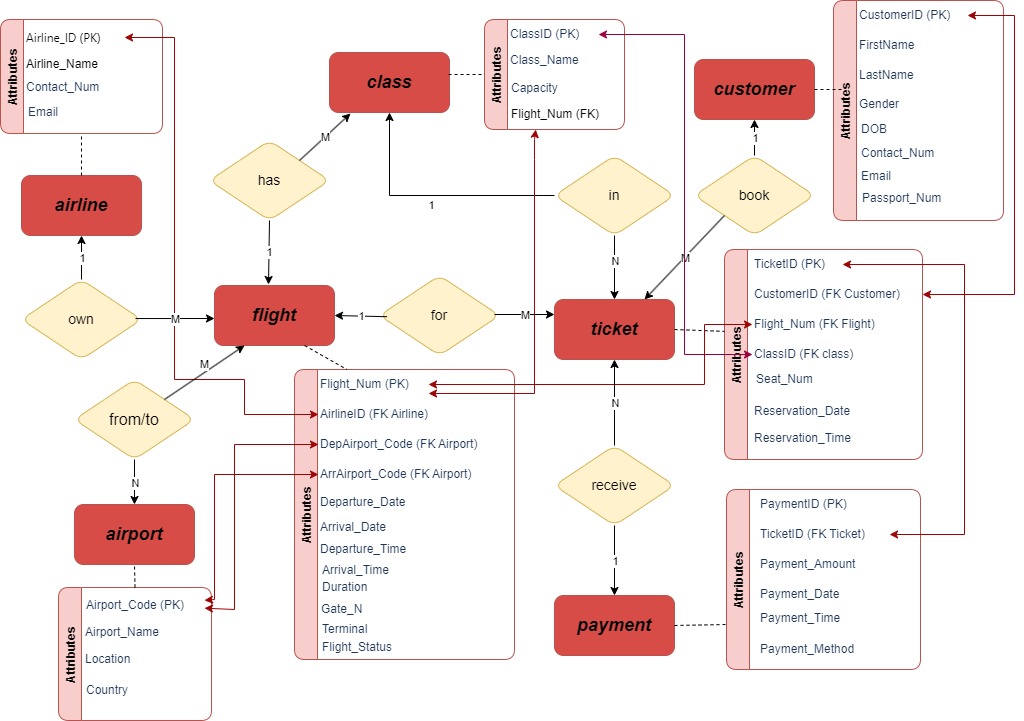 Attributes
Airline_ID (PK)
Airline_Name
Contact_Num
Email
airline
1
own
M
class
Attributes
ClassID (PK)
Class_Name
Capacity
Flight_Num (FK)
M
has
1
in
1
N
customer
Attributes
CustomerID (PK)
FirstName
LastName
Gender
DOB
Contact_Num
Email
Passport_Num
1
book
M
flight
1
for
M
ticket
Attributes
TicketID (PK)
CustomerID (FK Customer)
Flight_Num (FK Flight)
ClassID (FK class)
Seat_Num
Reservation_Date
Reservation_Time
M
from/to
N
airport
Attributes
Airport_Code (PK)
Airport_Name
Location
Country
Attributes
Flight_Num (PK)
AirlineID (FK Airline)
DepAirport_Code (FK Airport)
ArrAirport_Code (FK Airport)
Departure_Date
Arrival_Date
Departure_Time
Arrival_Time
Duration
Gate_N
Terminal
Flight_Status
N
receive
1
payment
Attributes
PaymentID (PK)
TicketID (FK Ticket)
Payment_Amount
Payment_Date
Payment_Time
Payment_Method